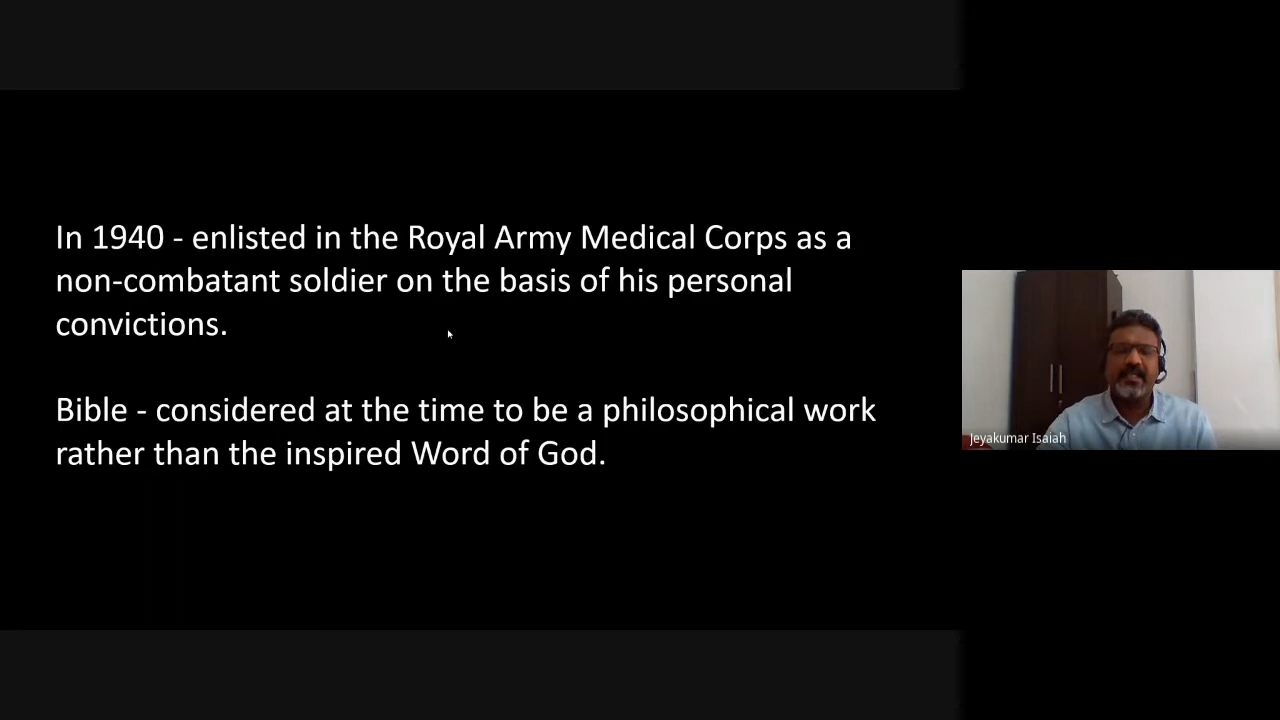 In 1940 - enlisted in the Royal Army Medical Corps as a
non-combatant soldier on the basis of his personal
convictions.
Bible - considered at the time to be a philosophical work
rather than the inspired Word of God.
Jeyakumar Isaiah